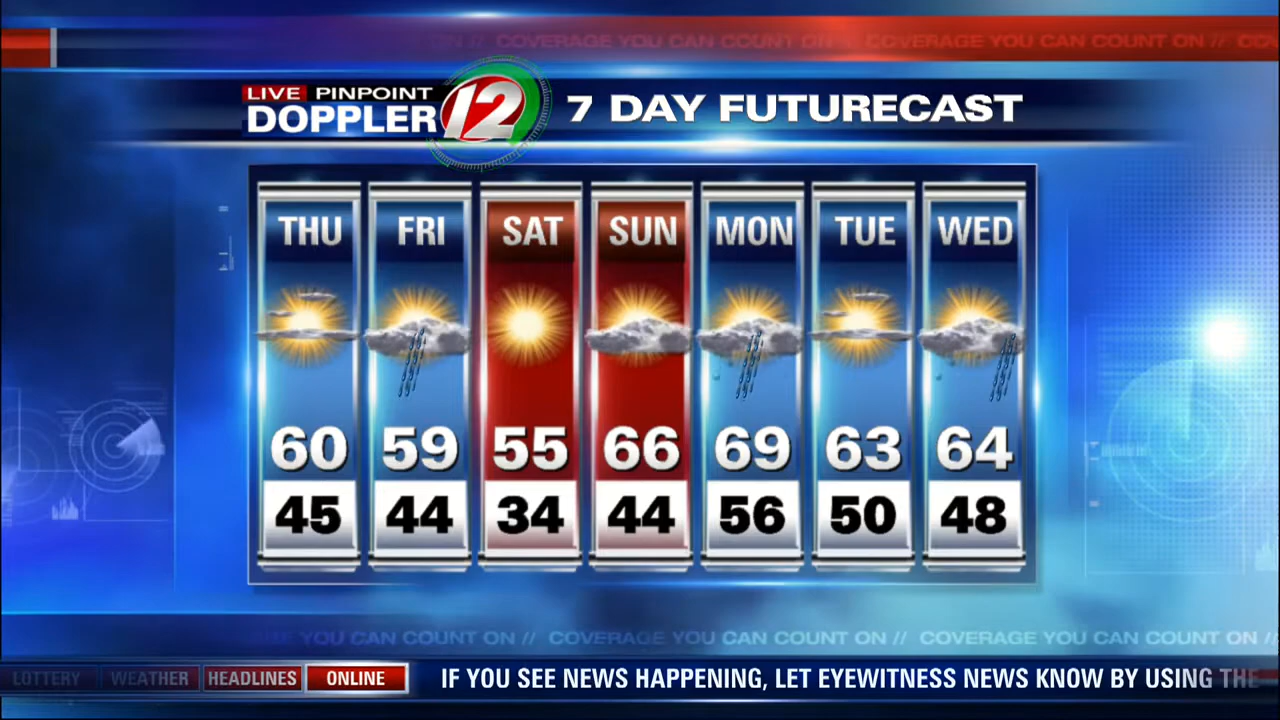 COVERAGE YOU CAN COUNT ON // COVERAGE YOU CAN COUNT ON //
LIVE PINPOINT
DOPPLER 12
7 DAY FUTURECAST
THU FRI SAT SUN MON TUE WED
60 59 55 66 69 63 64
45 44 34 44 56 50 48
YOU CAN COUNT ON // COVERAGE YOU CAN COUNT ON // COVERAGE YOU CAN COUNT ON //
LOTTERY WEATHER HEADLINES ONLINE IF YOU SEE NEWS HAPPENING, LET EYEWITNESS NEWS KNOW BY USING THE